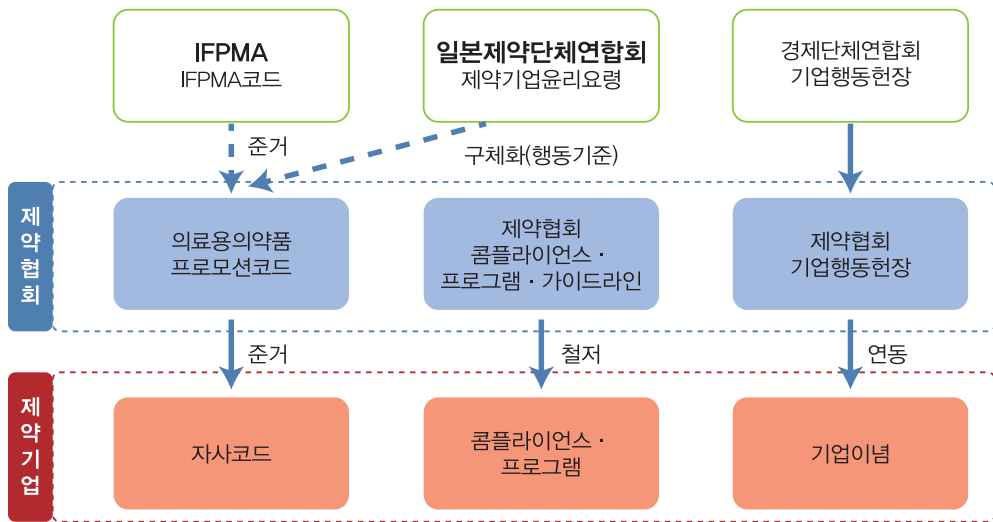 IFPMA
IFPMA코드
일본제약단체연합회
제약기업윤리요령
경제단체연합회
기업행동헌장
준거
구체화(행동기준)
제약협회
의료용의약품
프로모션코드
제약협회
콤플라이언스 ·
프로그램 · 가이드라인
제약협회
기업행동헌장
준거
철저
연동
제약기업
자사코드
콤플라이언스 ·
프로그램
기업이념